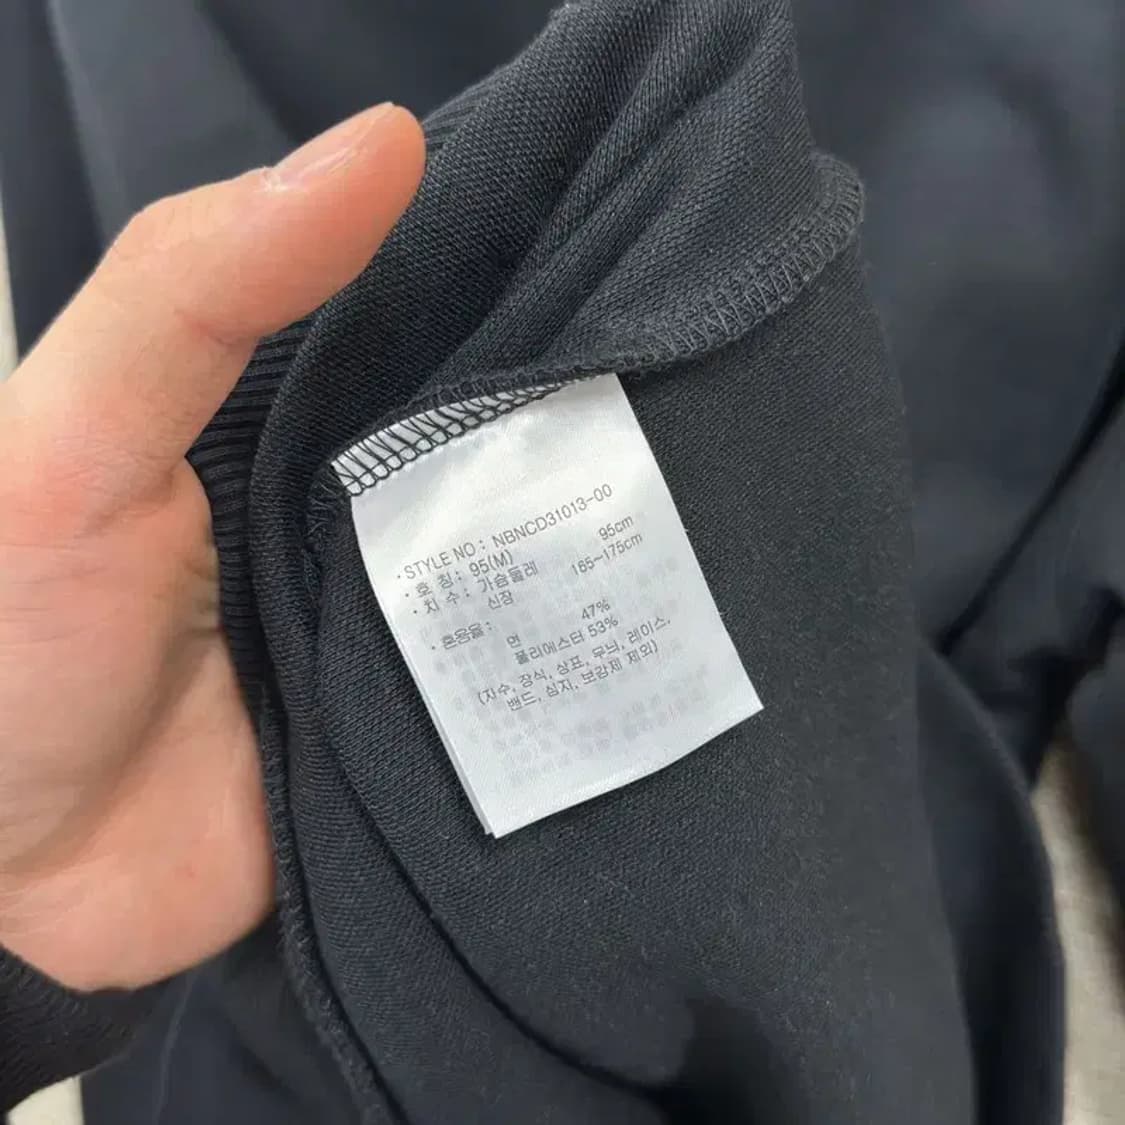 · STYLE NO : NBNCD31013-00
· 호 칭 : 95(M)
· 치 수 : 가슴둘레 95cm
신장 165~175cm
· 혼용율 :
면 47%
폴리에스터 53%
(자수, 장식, 상표, 무늬, 레이스,
밴드, 심지, 보강제 제외)